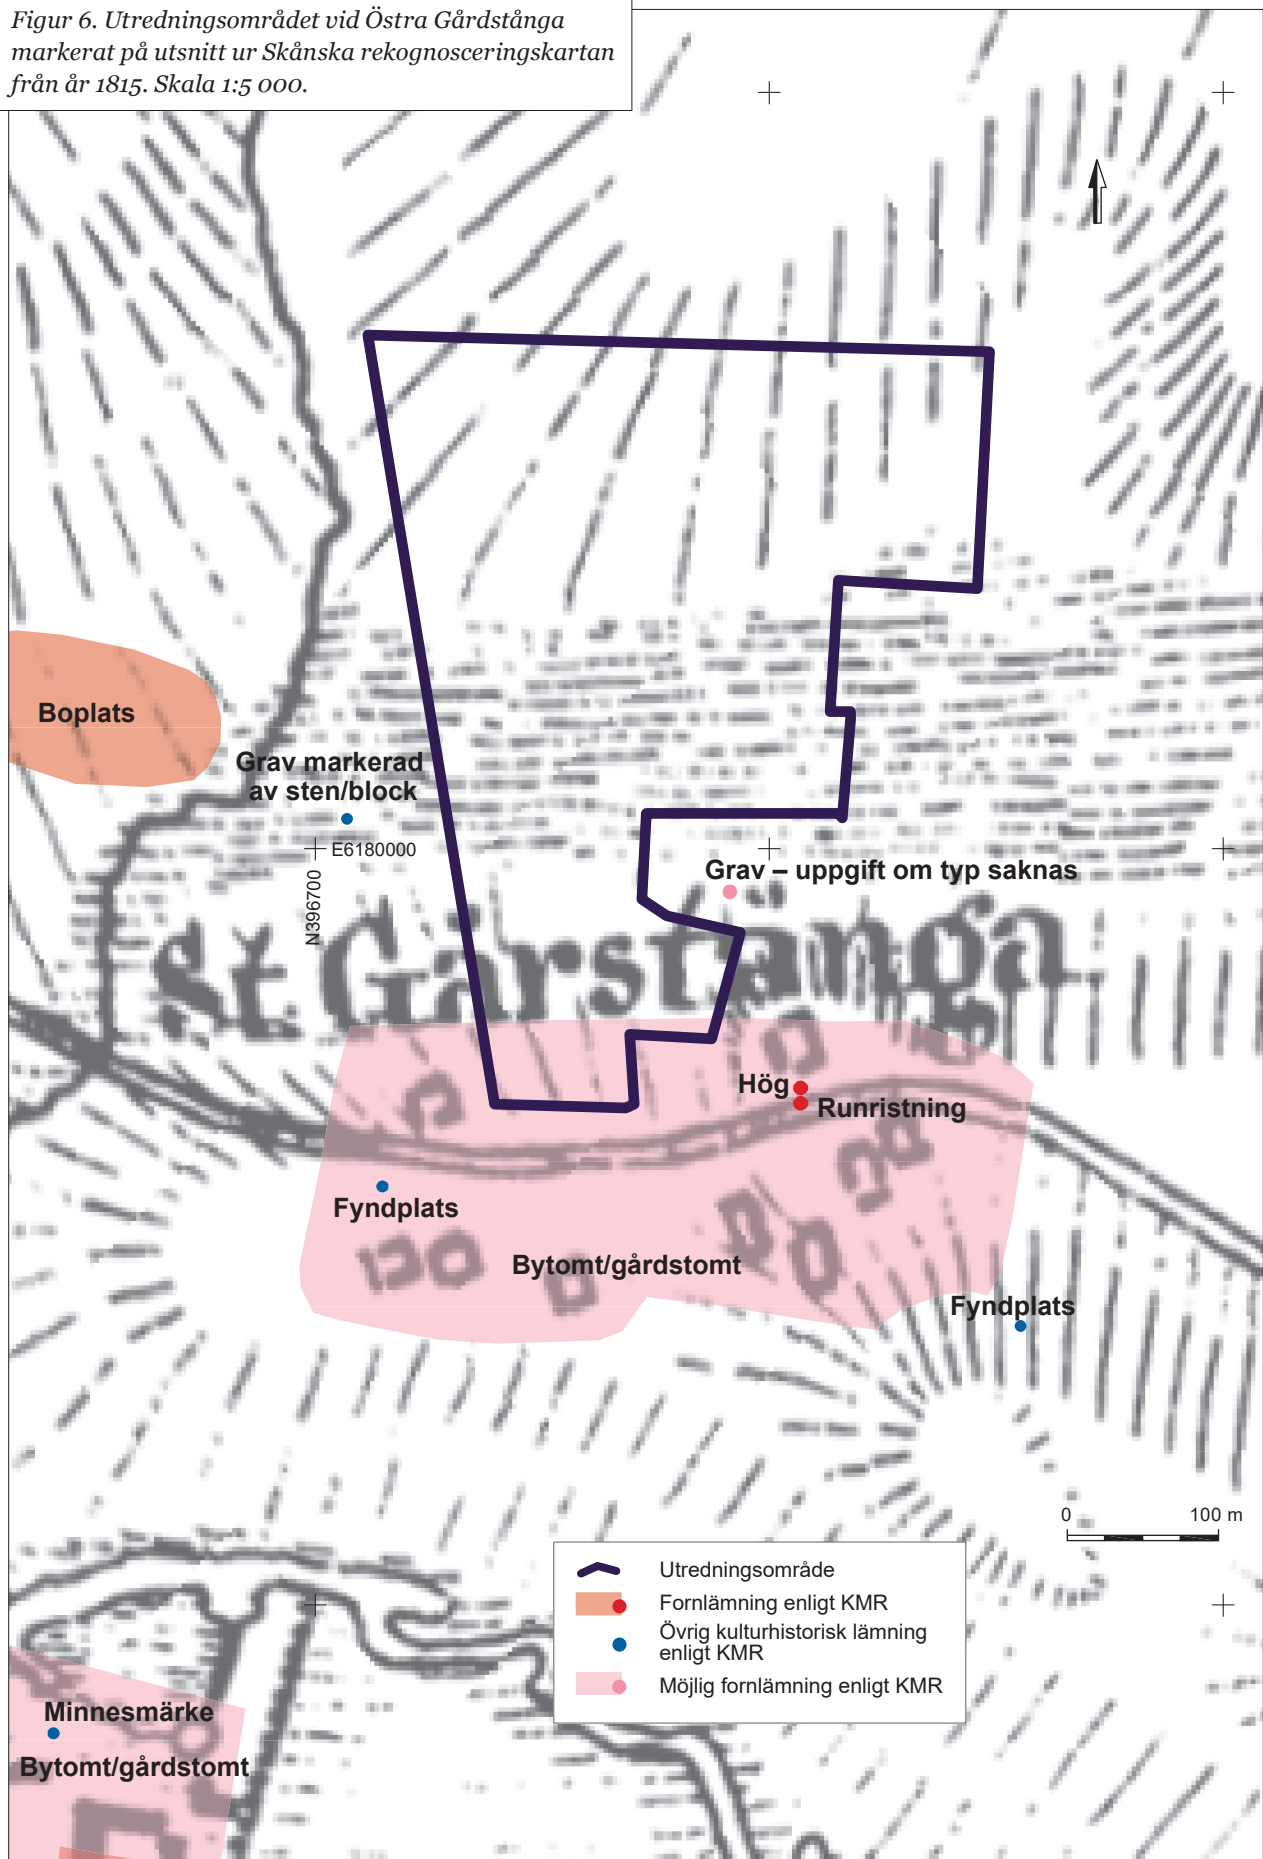 Figur 6. Utredningsområdet vid Östra Gårdstånga
markerat på utsnitt ur Skånska rekognosceringskartan
från år 1815. Skala 1:5 000.
Boplats
Grav markerad
av sten/block
E6180000
N396700
Grav – uppgift om typ saknas
St Garstånga
Hög
Runristning
Fyndplats
Bytomt/gårdstomt
Fyndplats
0 100 m
Utredningsområde
Fornlämning enligt KMR
Övrig kulturhistorisk lämning
enligt KMR
Möjlig fornlämning enligt KMR
Minnesmärke
Bytomt/gårdstomt